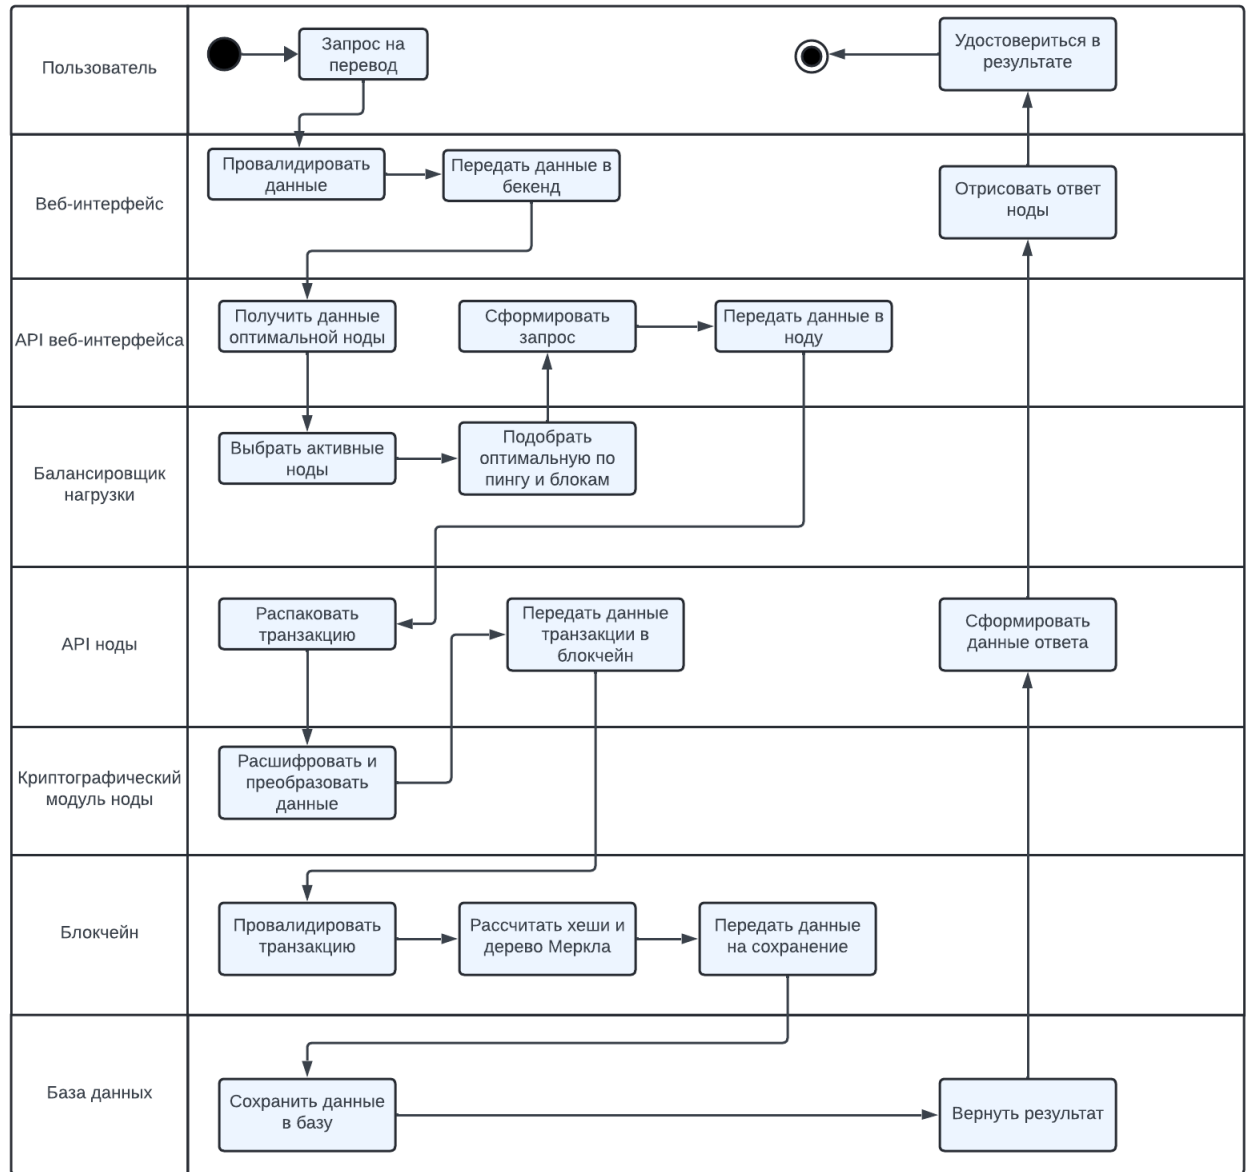 Пользователь
Запрос на
перевод
Удостовериться в
результате
Веб-интерфейс
Провалидировать
данные
Передать данные в
бекенд
Отрисовать ответ
ноды
API веб-интерфейса
Получить данные
оптимальной ноды
Сформировать
запрос
Передать данные в
ноду
Балансировщик
нагрузки
Выбрать активные
ноды
Подобрать
оптимальную по
пингу и блокам
API ноды
Распаковать
транзакцию
Передать данные
транзакции в
блокчейн
Сформировать
данные ответа
Криптографический
модуль ноды
Расшифровать и
преобразовать
данные
Блокчейн
Провалидировать
транзакцию
Рассчитать хеши и
дерево Меркла
Передать данные
на сохранение
База данных
Сохранить данные
в базу
Вернуть результат